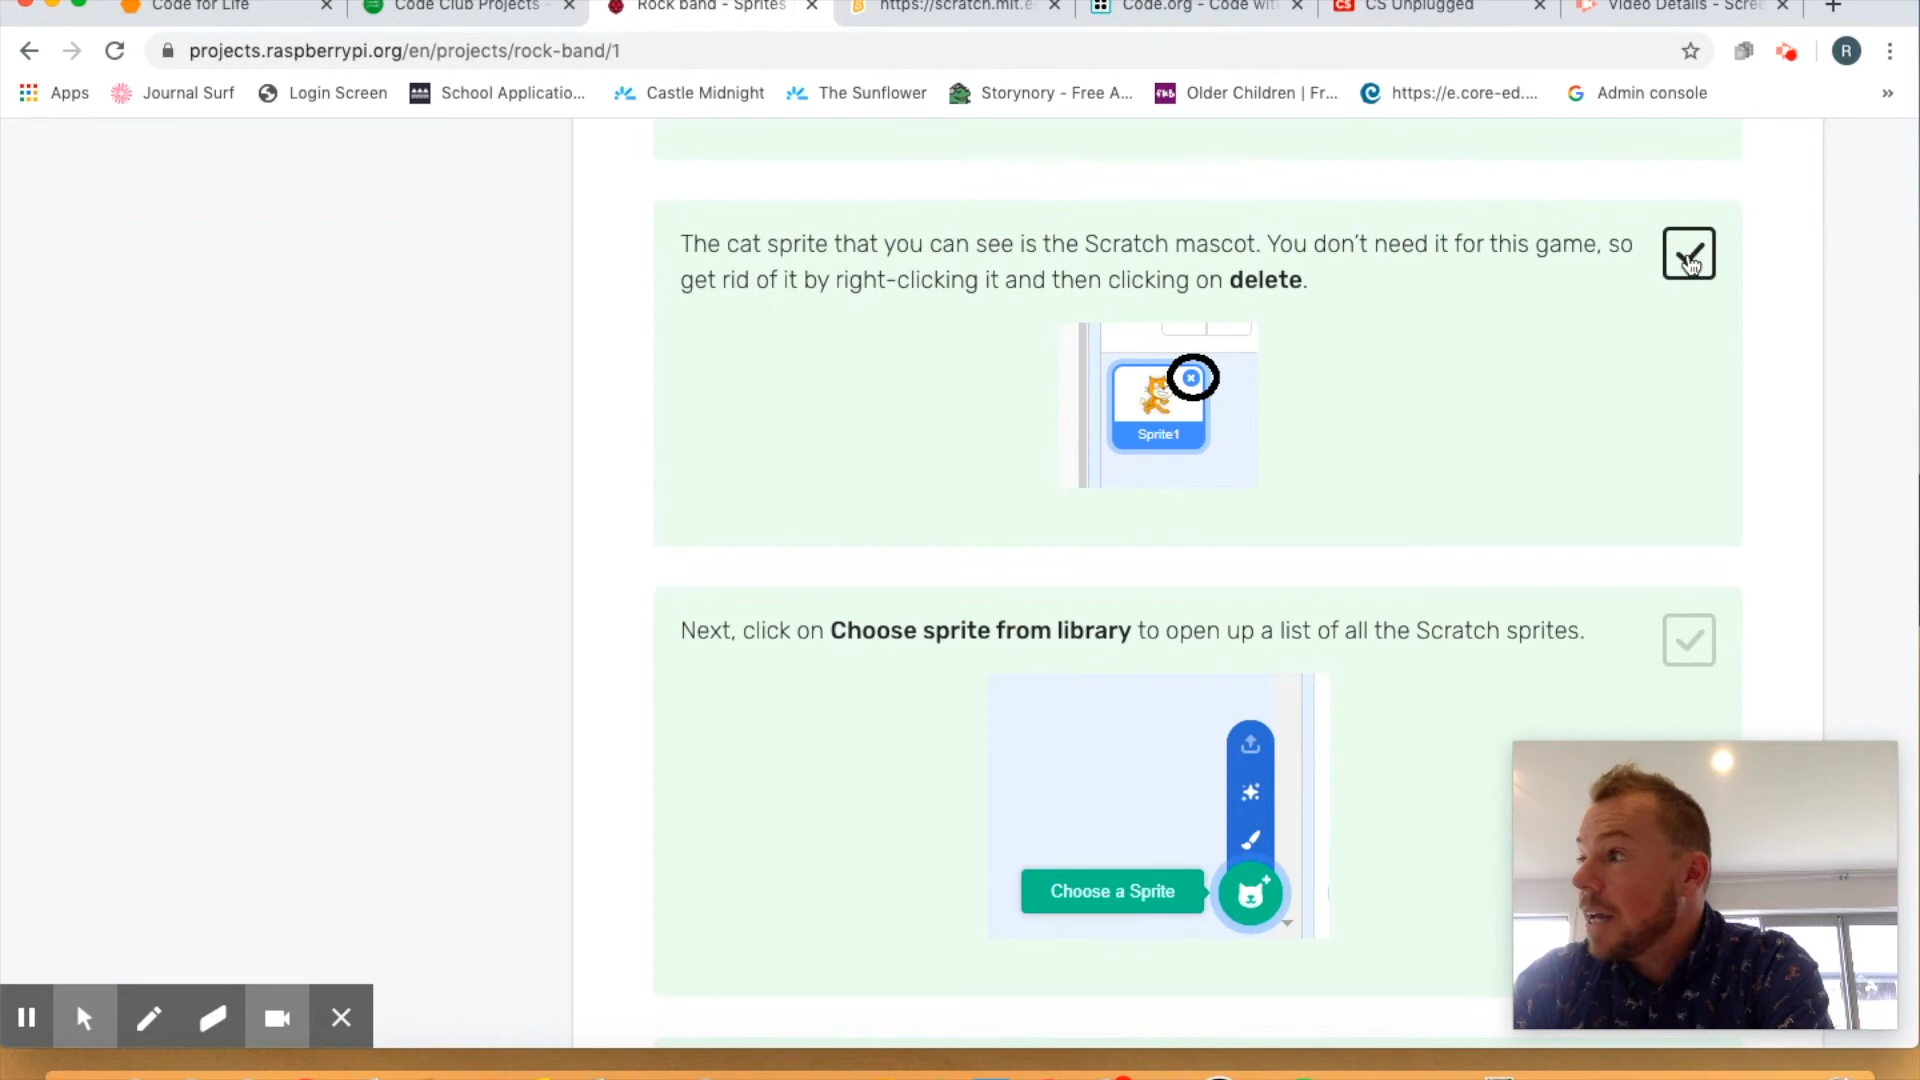 Code for Life
Code Club Projects -
Rock band - Sprites
https://scratch.mit.e
Code.org - Code wit
CS CS Unplugged
Video Details - Scree
projects.raspberrypi.org/en/projects/rock-band/1
R
Apps Journal Surf Login Screen School Applicatio... Castle Midnight The Sunflower Storynory - Free A... Older Children | Fr... https://e.core-ed.... Admin console »
The cat sprite that you can see is the Scratch mascot. You don't need it for this game, so
get rid of it by right-clicking it and then clicking on delete.
Sprite1
Next, click on Choose sprite from library to open up a list of all the Scratch sprites.
Choose a Sprite